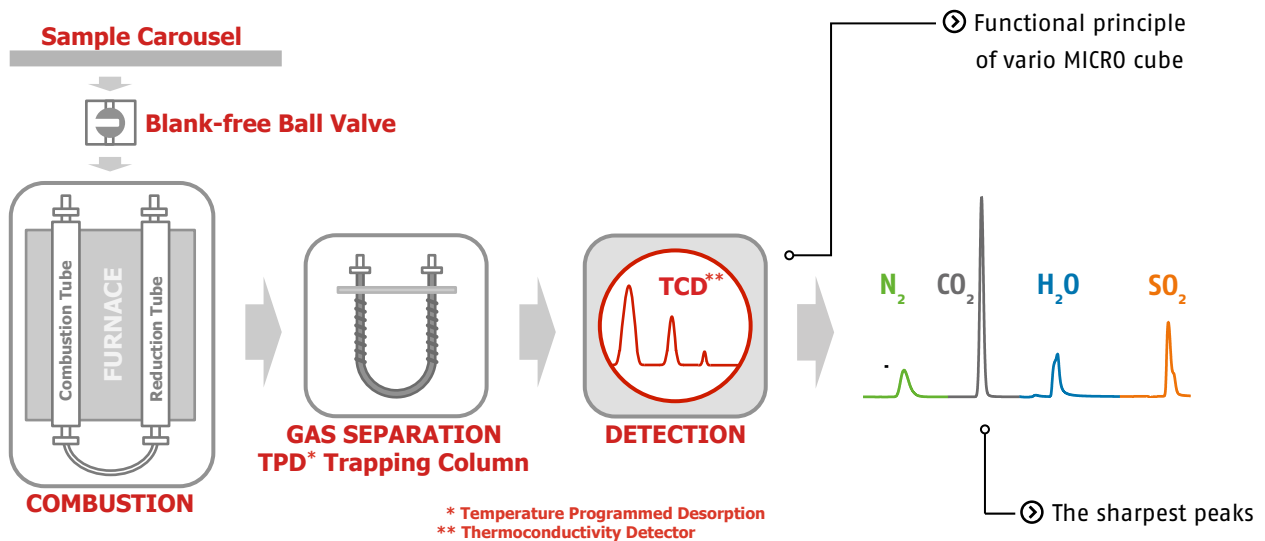 Sample Carousel
Functional principle
of vario MICRO cube
Blank-free Ball Valve
Combustion Tube
FURNACE
Reduction Tube
TCD**
N₂
CO₂
H₂O
SO₂
GAS SEPARATION
TPD* Trapping Column
DETECTION
COMBUSTION
* Temperature Programmed Desorption
** Thermoconductivity Detector
The sharpest peaks